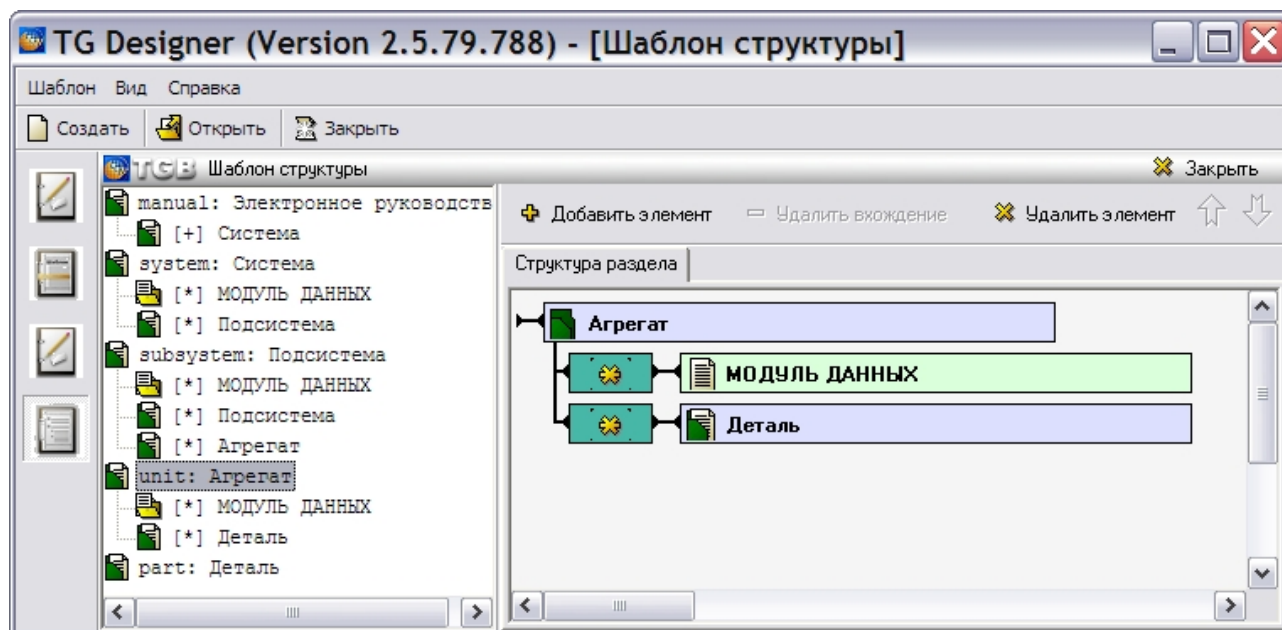 TG Designer (Version 2.5.79.788) - [Шаблон структуры]
Шаблон Вид Справка
Создать Открыть Закрыть
TGB Шаблон структуры Закрыть
manual: Электронное руководств
[+] Система
system: Система
[*] МОДУЛЬ ДАННЫХ
[*] Подсистема
subsystem: Подсистема
[*] МОДУЛЬ ДАННЫХ
[*] Подсистема
[*] Агрегат
unit: Агрегат
[*] МОДУЛЬ ДАННЫХ
[*] Деталь
part: Деталь
Добавить элемент Удалить вхождение Удалить элемент
Структура раздела
Агрегат
МОДУЛЬ ДАННЫХ
Деталь